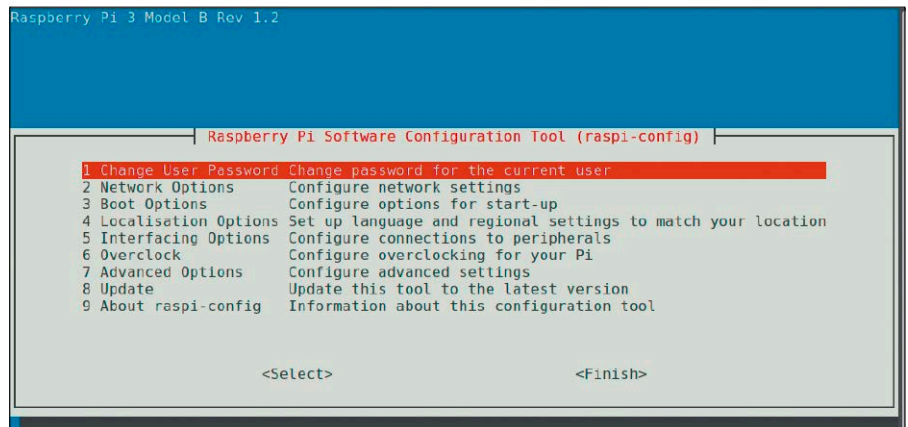 Raspberry Pi 3 Model B Rev 1.2
Raspberry Pi Software Configuration Tool (raspi-config)
1 Change User Password Change password for the current user
2 Network Options Configure network settings
3 Boot Options Configure options for start-up
4 Localisation Options Set up language and regional settings to match your location
5 Interfacing Options Configure connections to peripherals
6 Overclock Configure overclocking for your Pi
7 Advanced Options Configure advanced settings
8 Update Update this tool to the latest version
9 About raspi-config Information about this configuration tool
<Select> <Finish>